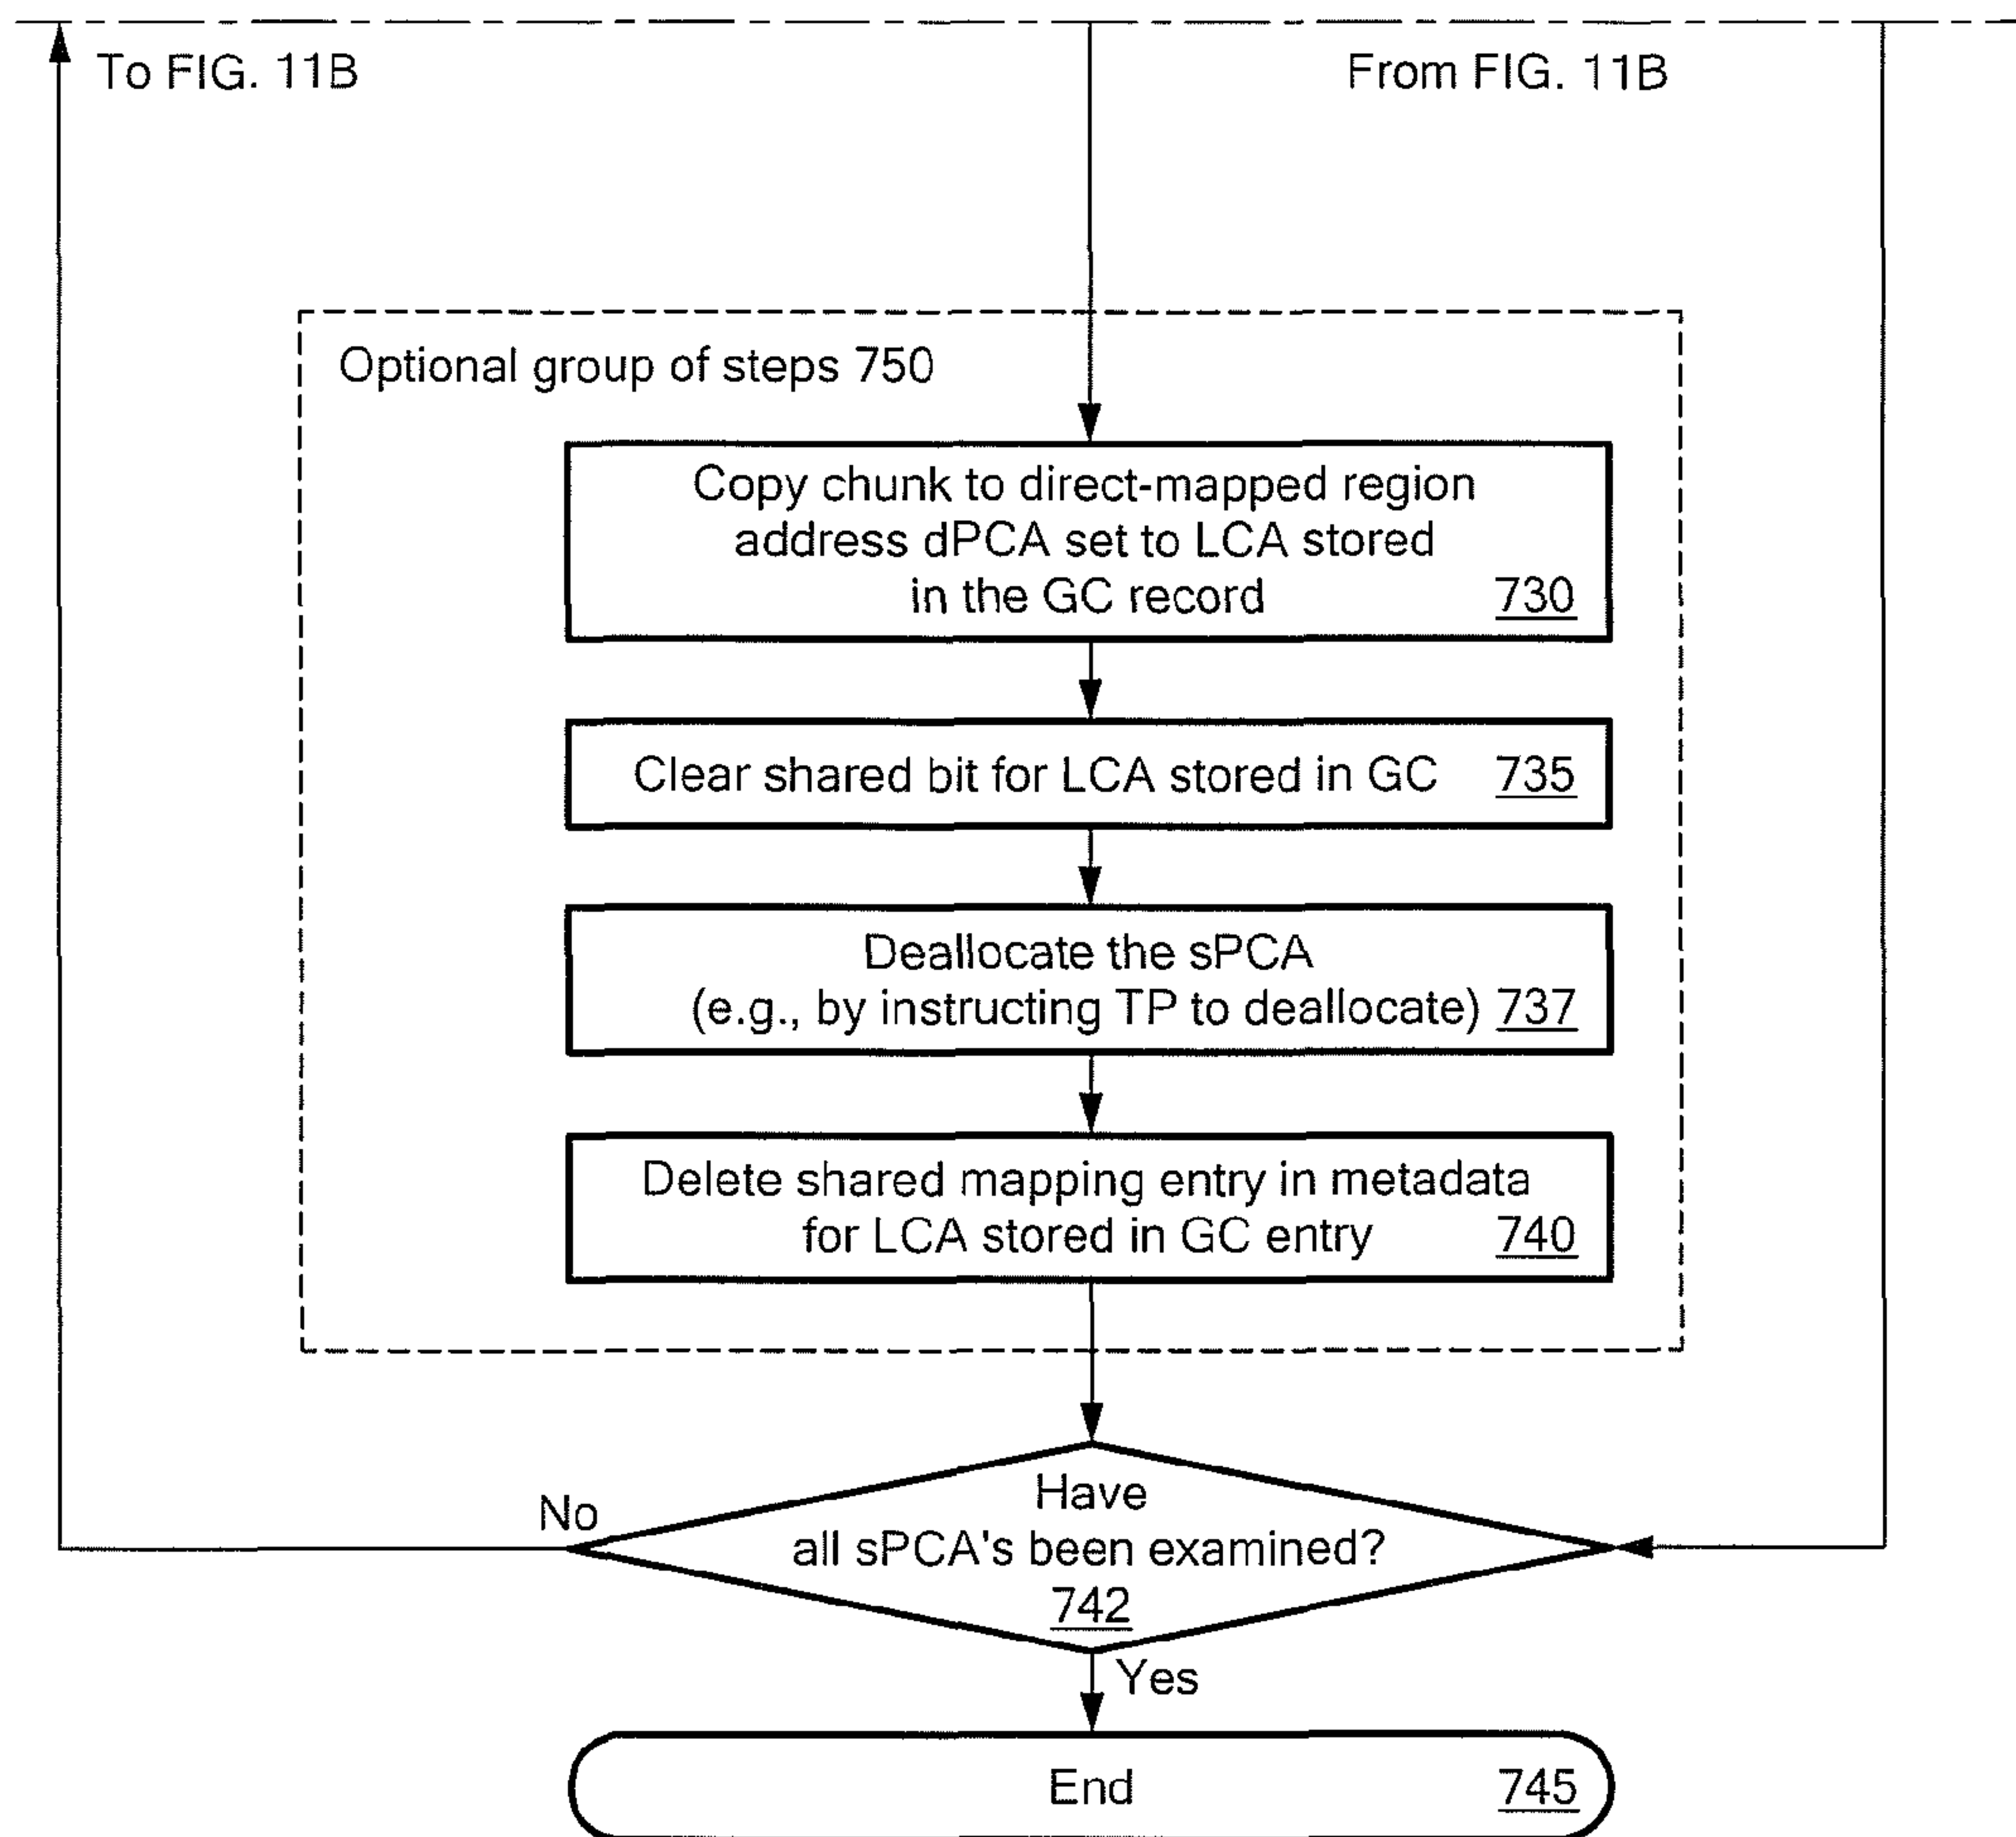 To FIG. 11B
From FIG. 11B
Optional group of steps 750
Copy chunk to direct-mapped region
address dPCA set to LCA stored
in the GC record 730
Clear shared bit for LCA stored in GC 735
Deallocate the sPCA
(e.g., by instructing TP to deallocate) 737
Delete shared mapping entry in metadata
for LCA stored in GC entry 740
Have
all sPCA's been examined?
742
No
Yes
End 745